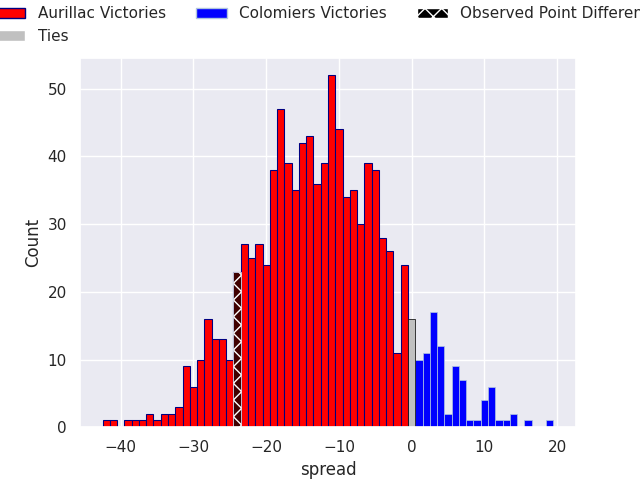 Aurillac Victories
Colomiers Victories
Observed Point Differen
Ties
50
40
30
20
10
0
Count
−40
−30
−20
−10
0
10
20
spread